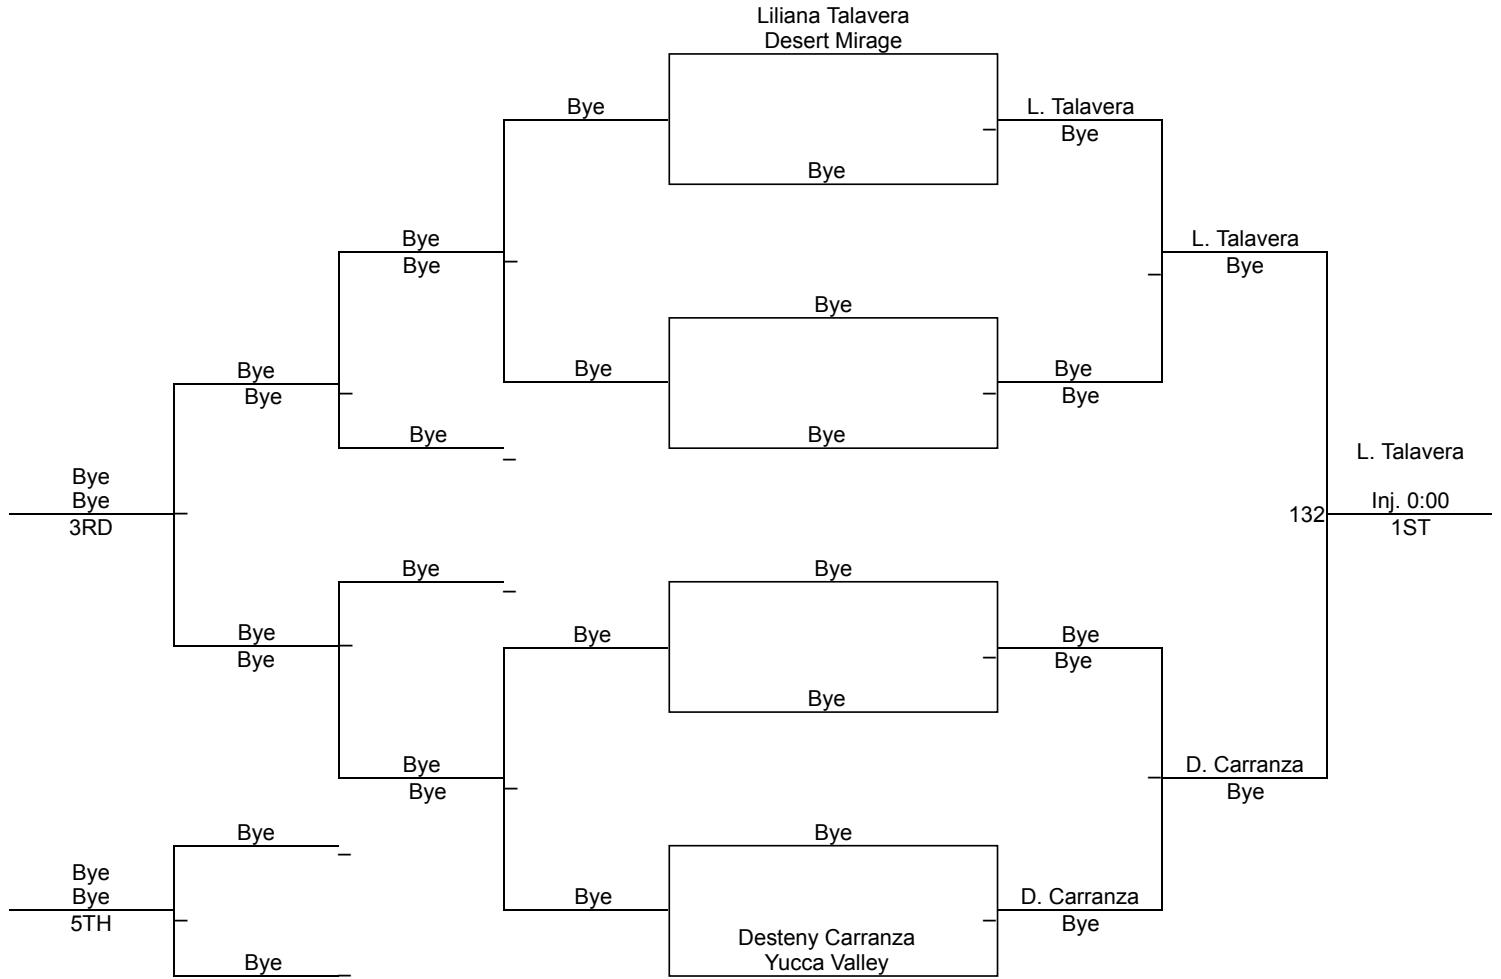 Liliana Talavera
Desert Mirage
Bye
L. Talavera
Bye
Bye
Bye
Bye
L. Talavera
Bye
Bye
Bye
Bye
Bye
Bye
Bye
Bye
Bye
Bye
Bye
L. Talavera
Bye
Bye
3RD
132
Inj. 0:00
1ST
Bye
Bye
Bye
Bye
Bye
Bye
Bye
Bye
Bye
Bye
D. Carranza
Bye
Bye
Bye
Bye
Bye
Bye
5TH
Bye
D. Carranza
Bye
Desteny Carranza
Yucca Valley
Bye